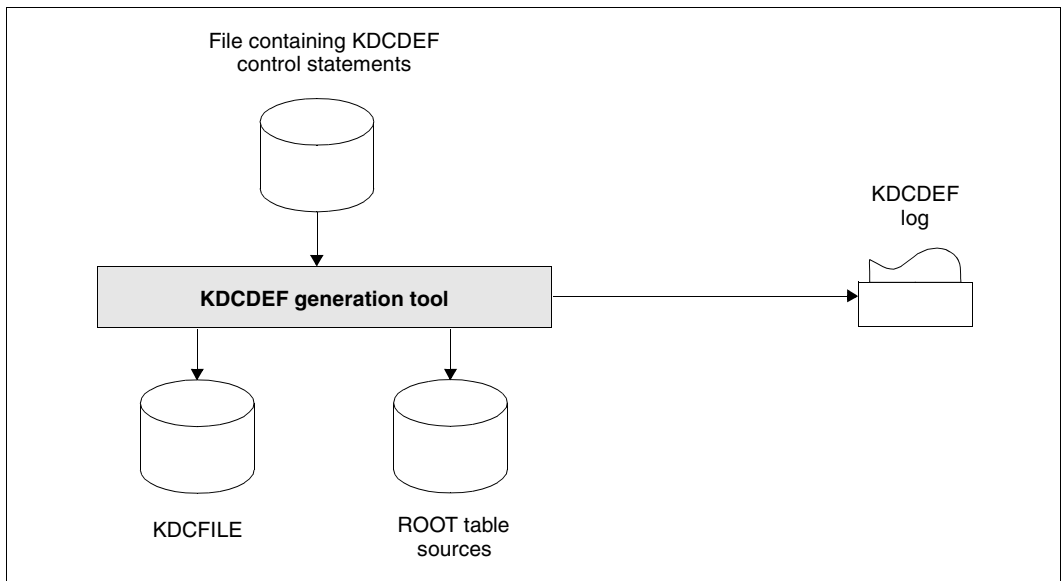 File containing KDCDEF
control statements
KDCDEF
log
KDCDEF generation tool
KDCFILE
ROOT table
sources